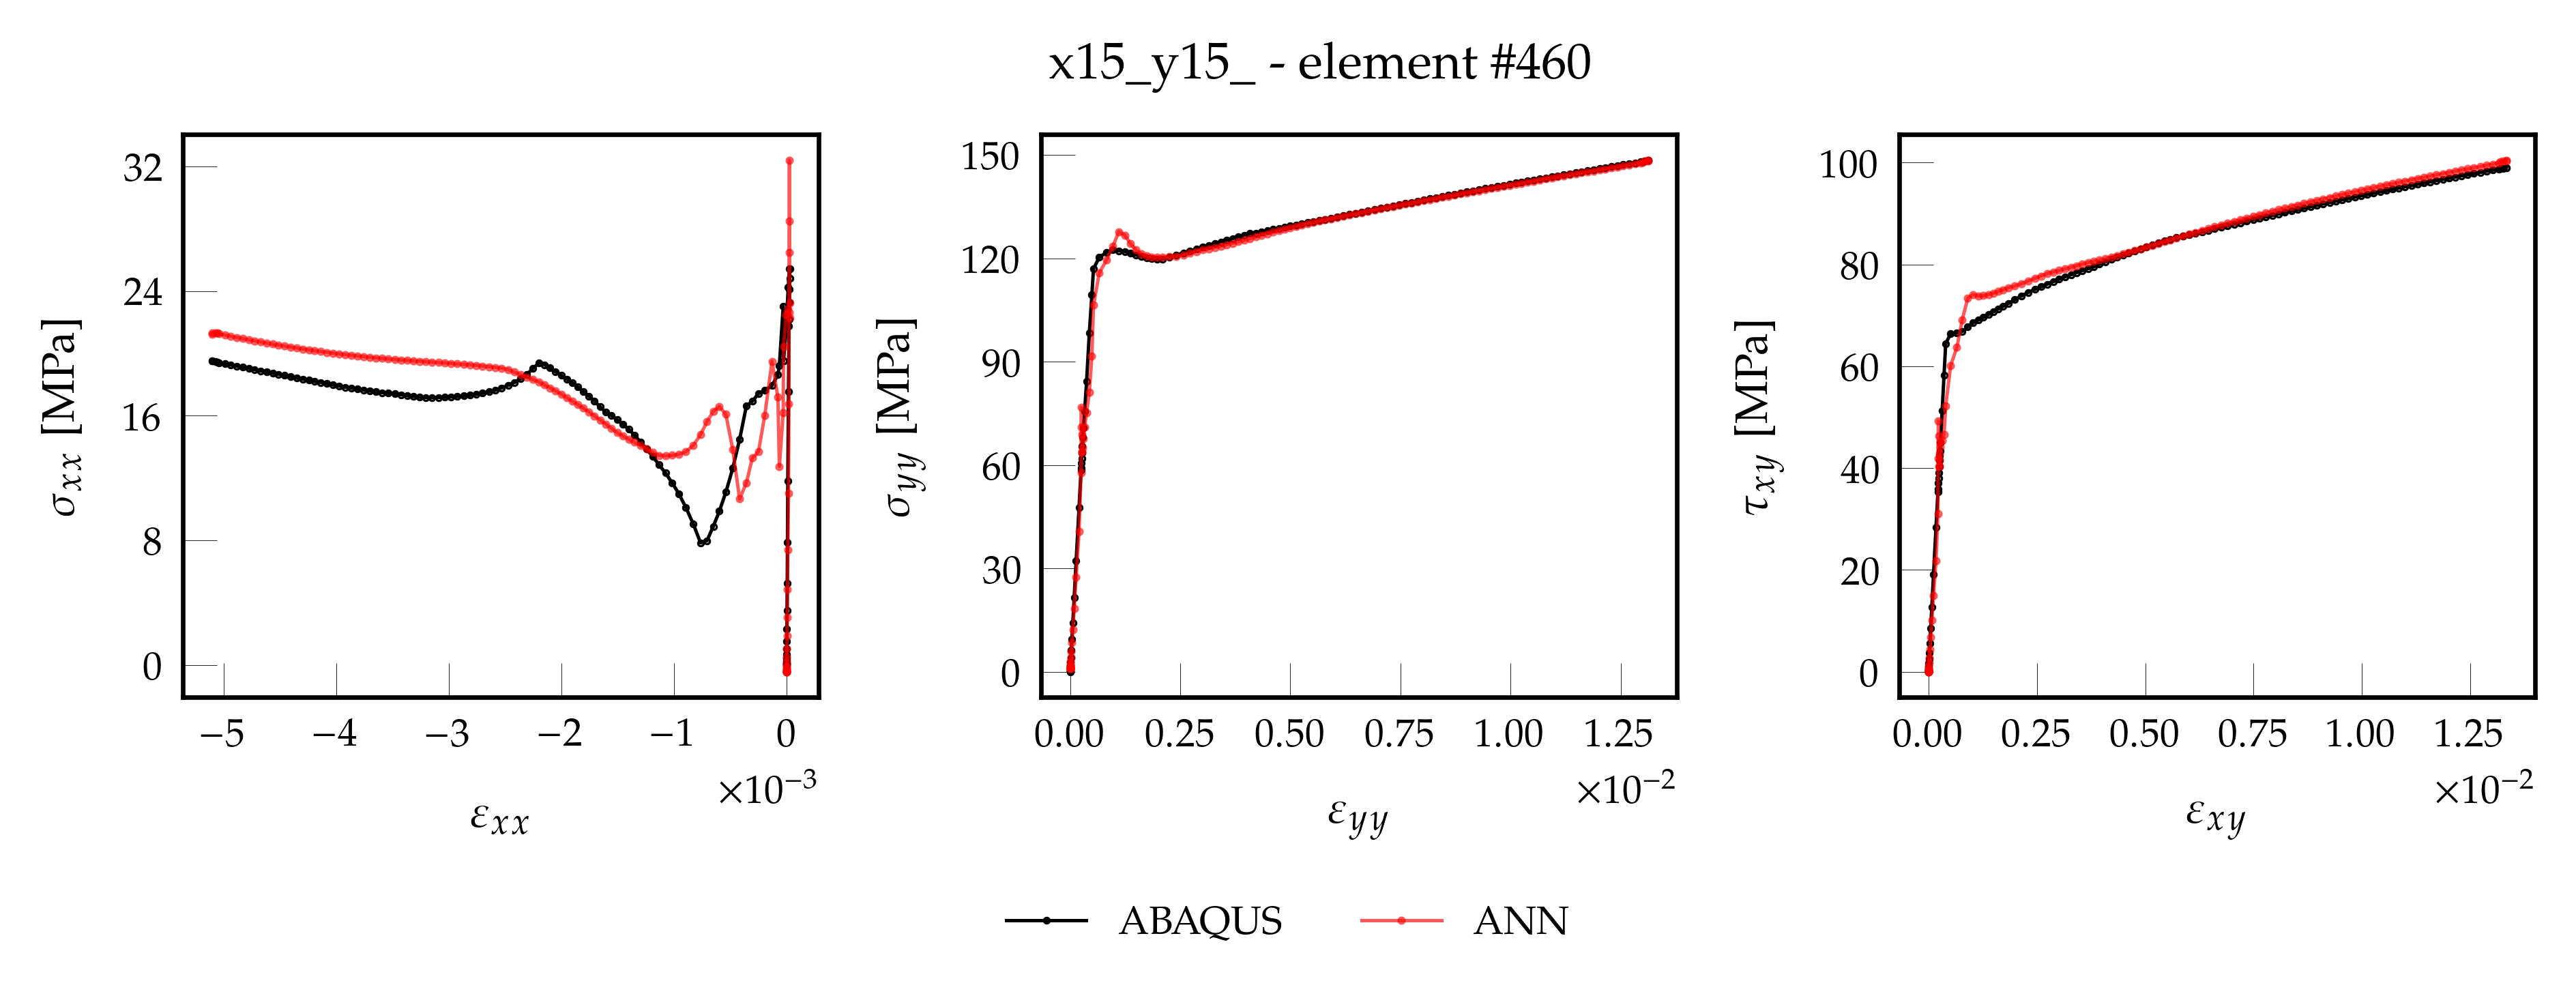 x15_y15_ - element #460
32
24
16
8
0
σxx [MPa]
−5 −4 −3 −2 −1 0
×10−3
εxx
150
120
90
60
30
0
σyy [MPa]
0.00 0.25 0.50 0.75 1.00 1.25
×10−2
εyy
100
80
60
40
20
0
τxy [MPa]
0.00 0.25 0.50 0.75 1.00 1.25
×10−2
εxy
ABAQUS ANN